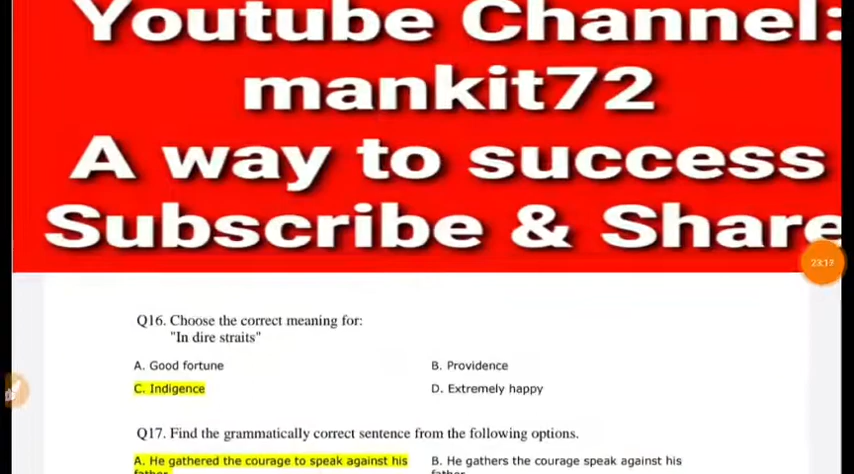 Youtube Channel:
mankit72
A way to success
Subscribe & Share
23:17
Q16. Choose the correct meaning for:
"In dire straits"
A. Good fortune
B. Providence
C. Indigence
D. Extremely happy
Q17. Find the grammatically correct sentence from the following options.
A. He gathered the courage to speak against his
father
B. He gathers the courage speak against his
father